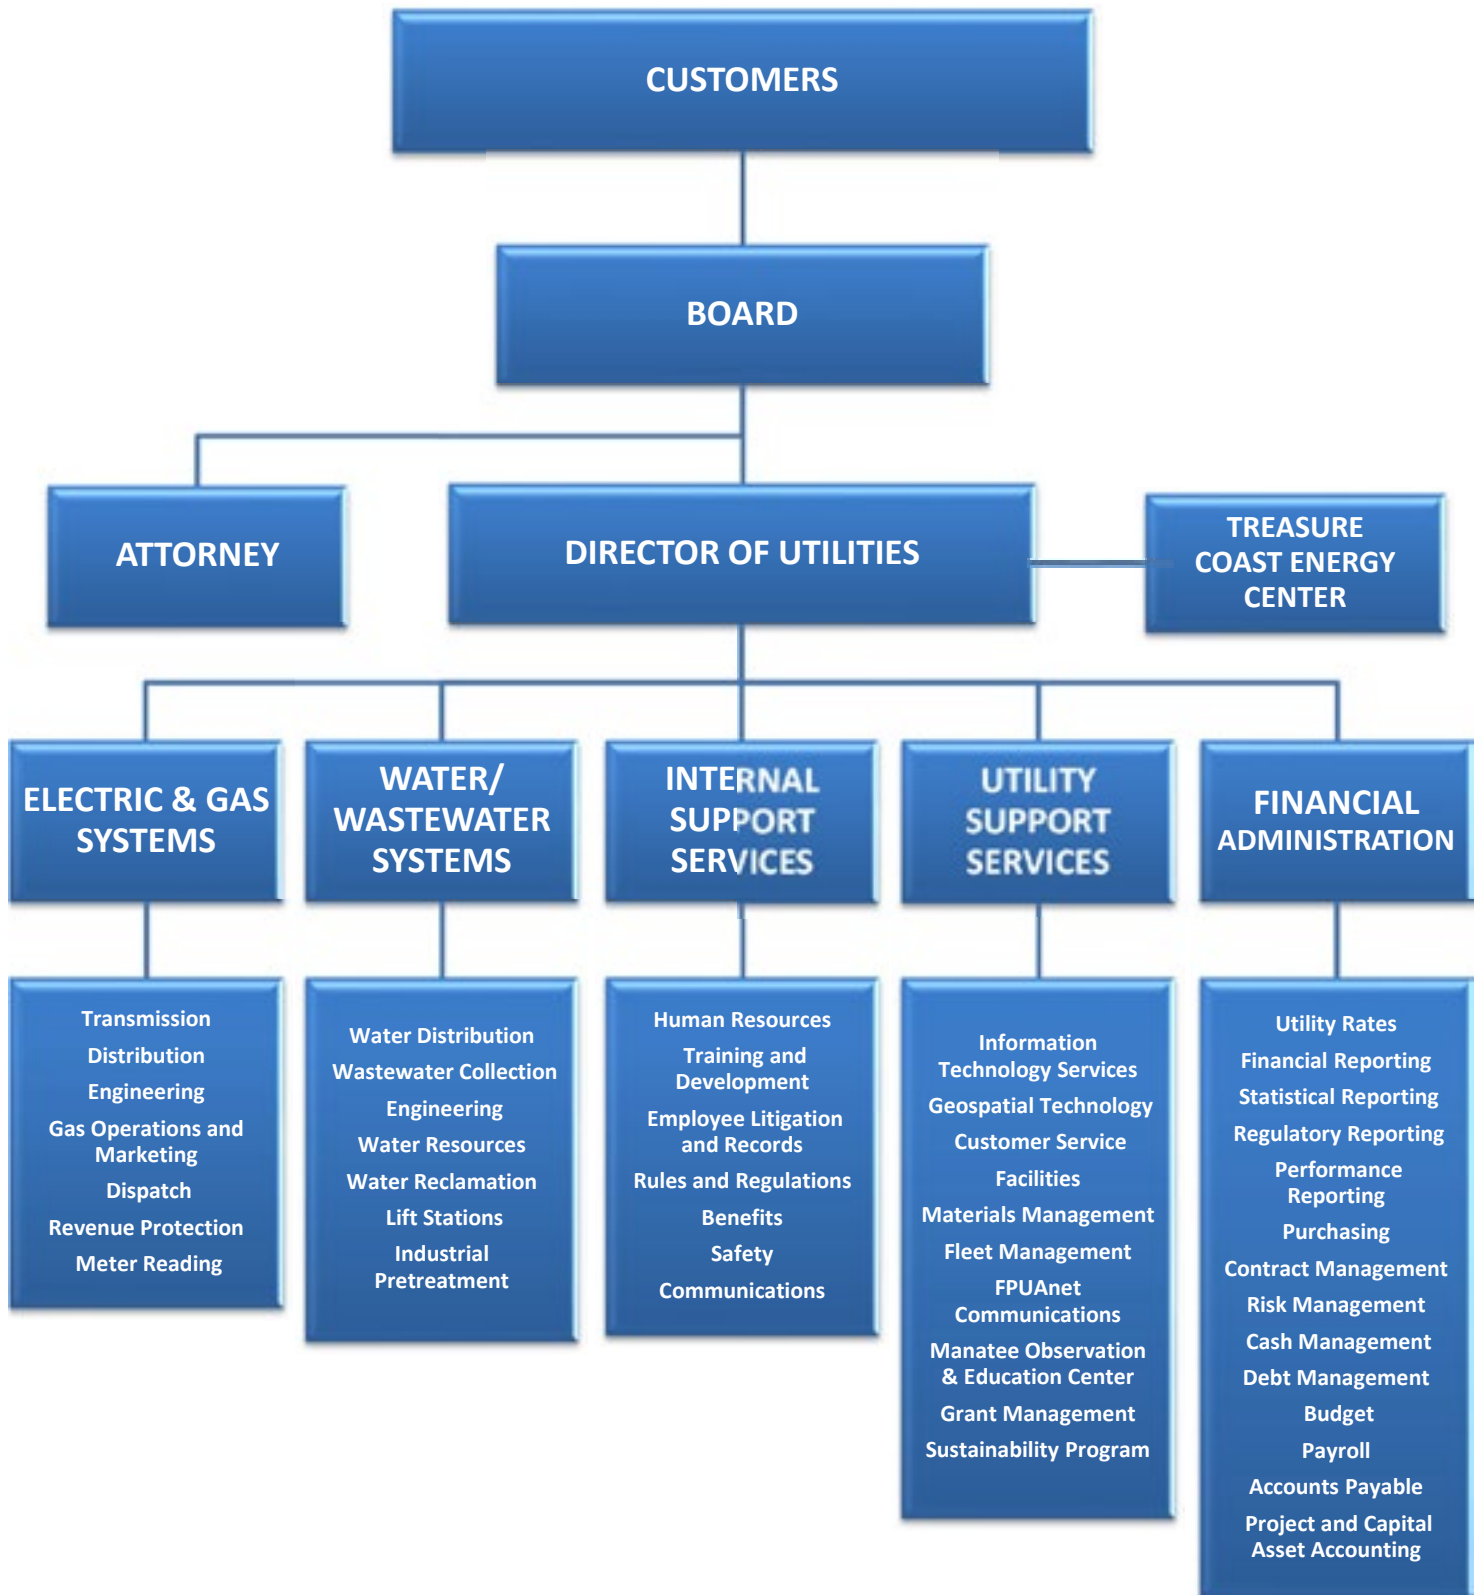 CUSTOMERS
BOARD
ATTORNEY
DIRECTOR OF UTILITIES
TREASURE
COAST ENERGY
CENTER
ELECTRIC & GAS
SYSTEMS
WATER/
WASTEWATER
SYSTEMS
INTERNAL
SUPPORT
SERVICES
UTILITY
SUPPORT
SERVICES
FINANCIAL
ADMINISTRATION
Transmission
Distribution
Engineering
Gas Operations and
Marketing
Dispatch
Revenue Protection
Meter Reading
Water Distribution
Wastewater Collection
Engineering
Water Resources
Water Reclamation
Lift Stations
Industrial
Pretreatment
Human Resources
Training and
Development
Employee Litigation
and Records
Rules and Regulations
Benefits
Safety
Communications
Information
Technology Services
Geospatial Technology
Customer Service
Facilities
Materials Management
Fleet Management
FPUAnet
Communications
Manatee Observation
& Education Center
Grant Management
Sustainability Program
Utility Rates
Financial Reporting
Statistical Reporting
Regulatory Reporting
Performance
Reporting
Purchasing
Contract Management
Risk Management
Cash Management
Debt Management
Budget
Payroll
Accounts Payable
Project and Capital
Asset Accounting